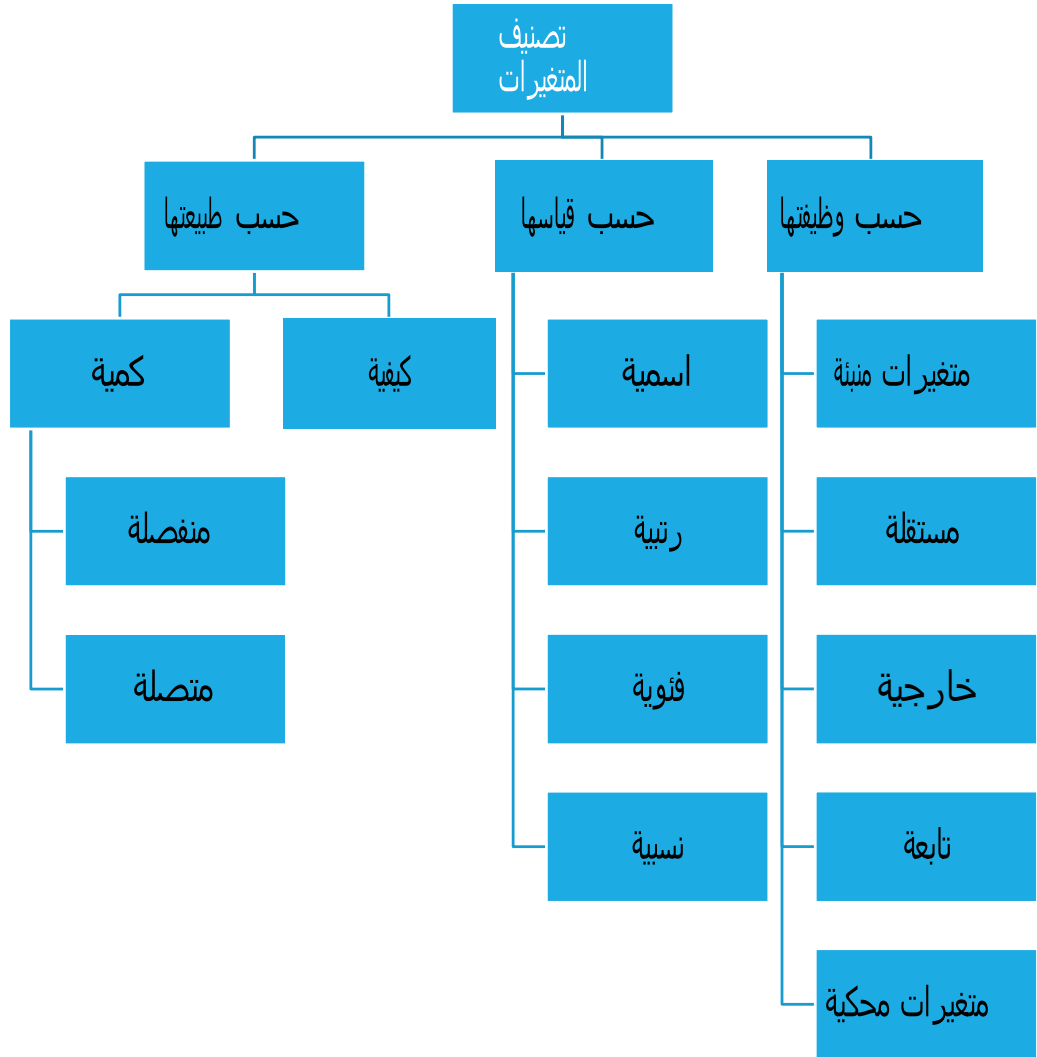 تصنيف
المتغيرات
حسب وظيفتها
حسب قياسها
حسب طبيعتها
متغيرات منبئة
مستقلة
خارجية
تابعة
متغيرات محكية
اسمية
رتبية
فئوية
نسبية
كيفية
كمية
منفصلة
متصلة